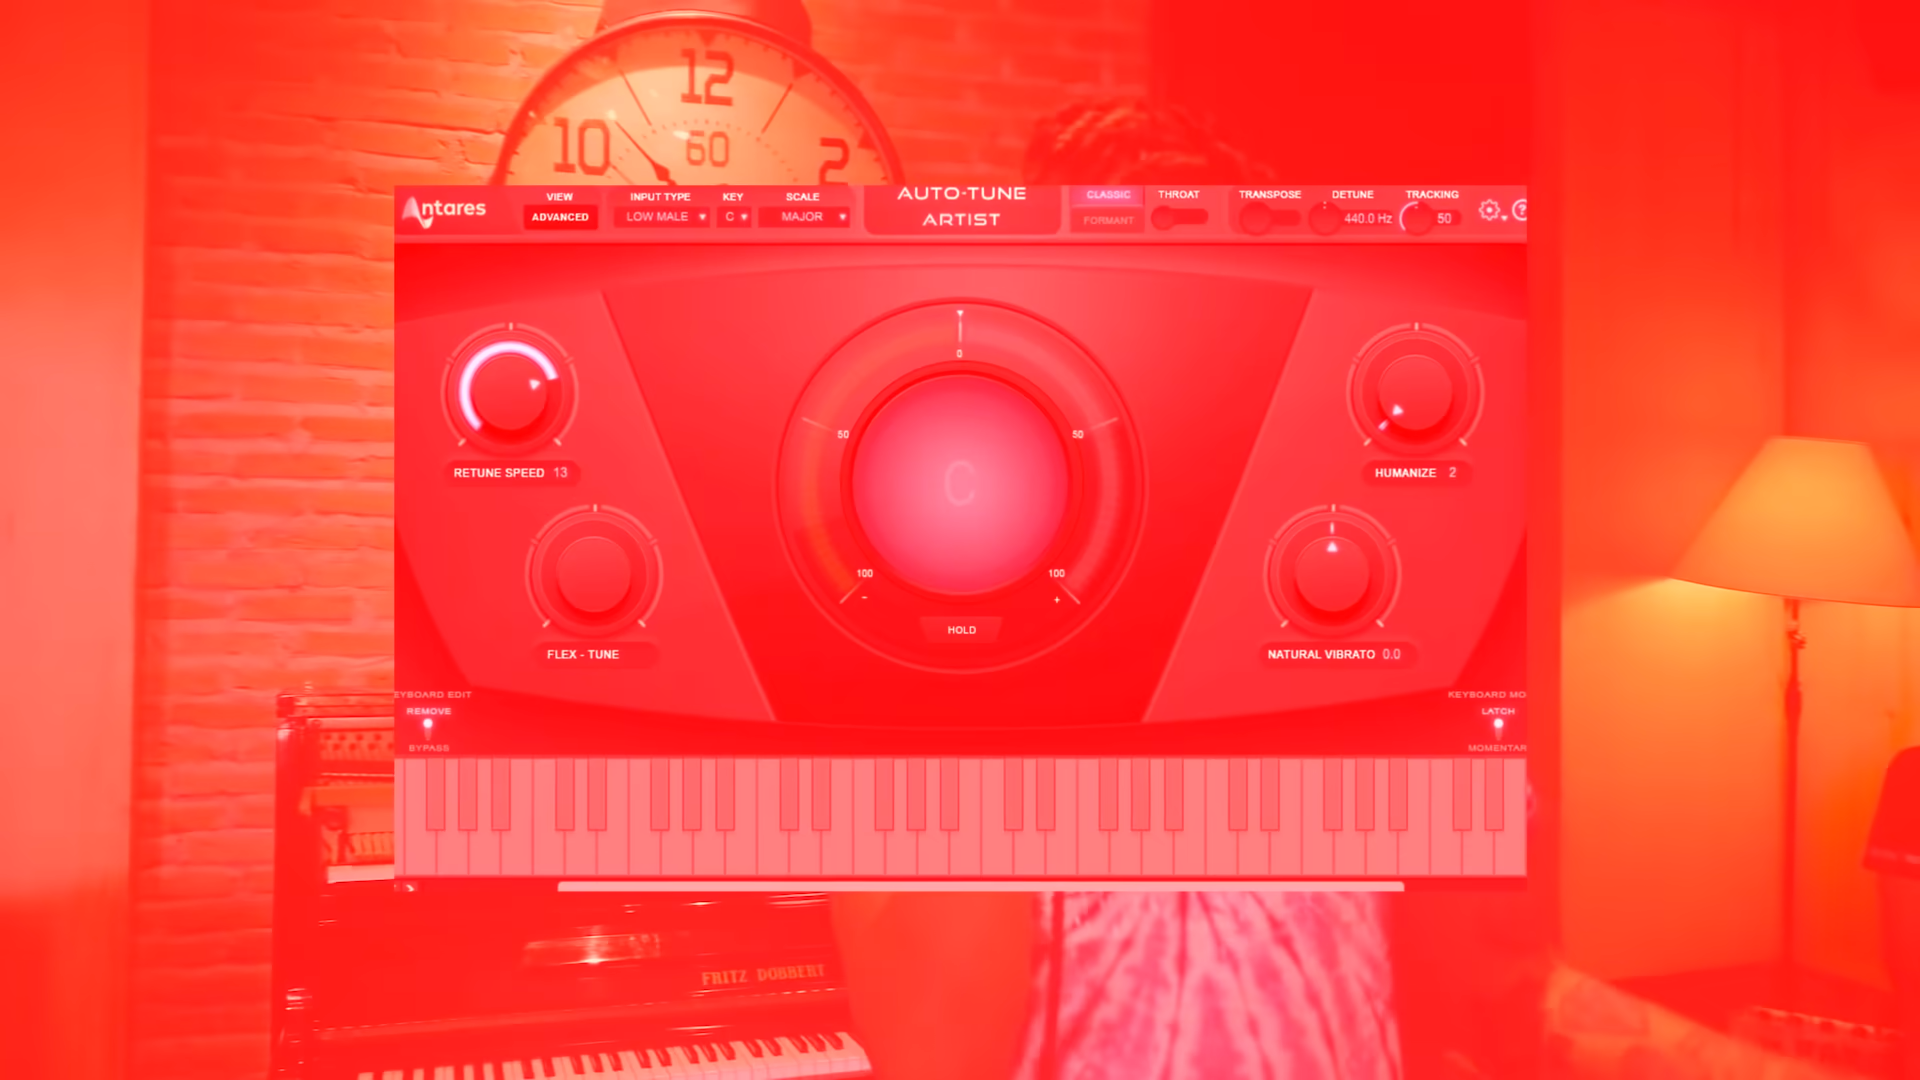 12
10
60
2
Antares
VIEW
ADVANCED
INPUT TYPE
LOW MALE
KEY
C
SCALE
MAJOR
AUTO-TUNE
ARTIST
CLASSIC
FORMANT
THROAT
TRANSPOSE
DETUNE
440.0 Hz
TRACKING
50
?
0
50
50
100
100
-
+
C
HOLD
RETUNE SPEED 13
HUMANIZE 2
FLEX - TUNE
NATURAL VIBRATO 0.0
EYBOARD EDIT
REMOVE
BYPASS
KEYBOARD MO
LATCH
MOMENTAR
FRITZ DOBBERT